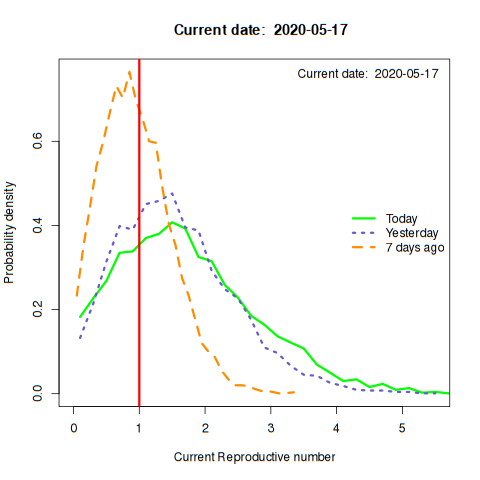 Current date:  2020-05-17
Current date:  2020-05-17
Probability density
0.6
0.4
0.2
0.0
Today
Yesterday
7 days ago
0 1 2 3 4 5
Current Reproductive number